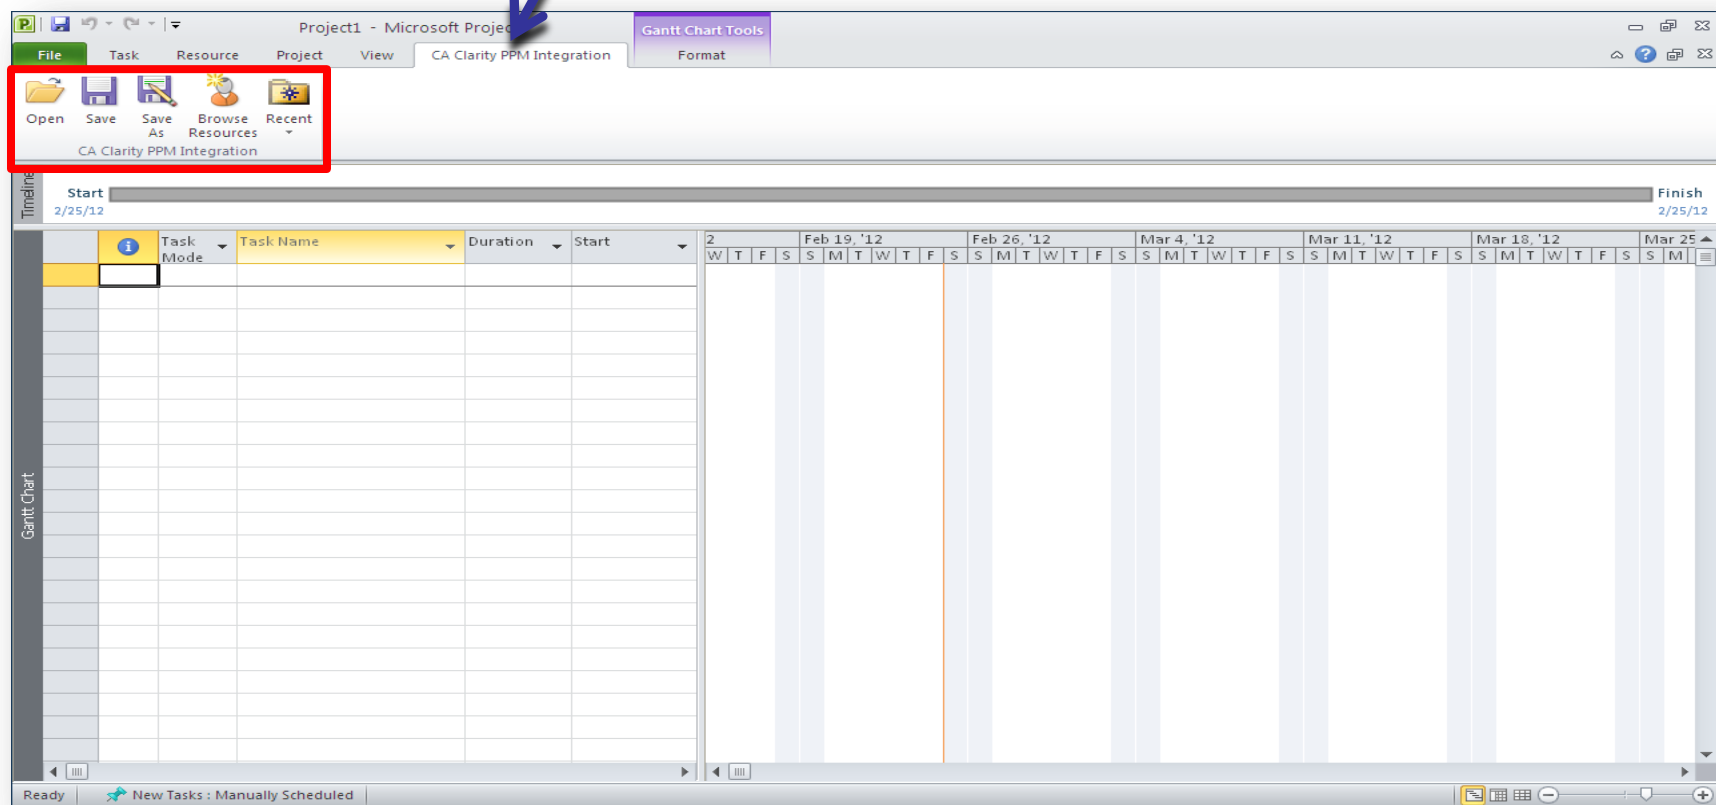 Project1 - Microsoft Projec
Gantt Chart Tools
File Task Resource Project View CA Clarity PPM Integration Format
Open Save Save As Browse Resources Recent
CA Clarity PPM Integration
Timeline
Start Finish
2/25/12 2/25/12
Task Mode Task Name Duration Start
2 Feb 19, '12 Feb 26, '12 Mar 4, '12 Mar 11, '12 Mar 18, '12 Mar 25
W T F S S M T W T F S S M T W T F S S M T W T F S S M T W T F S S M T W T F S S M
Gantt Chart
Ready New Tasks : Manually Scheduled